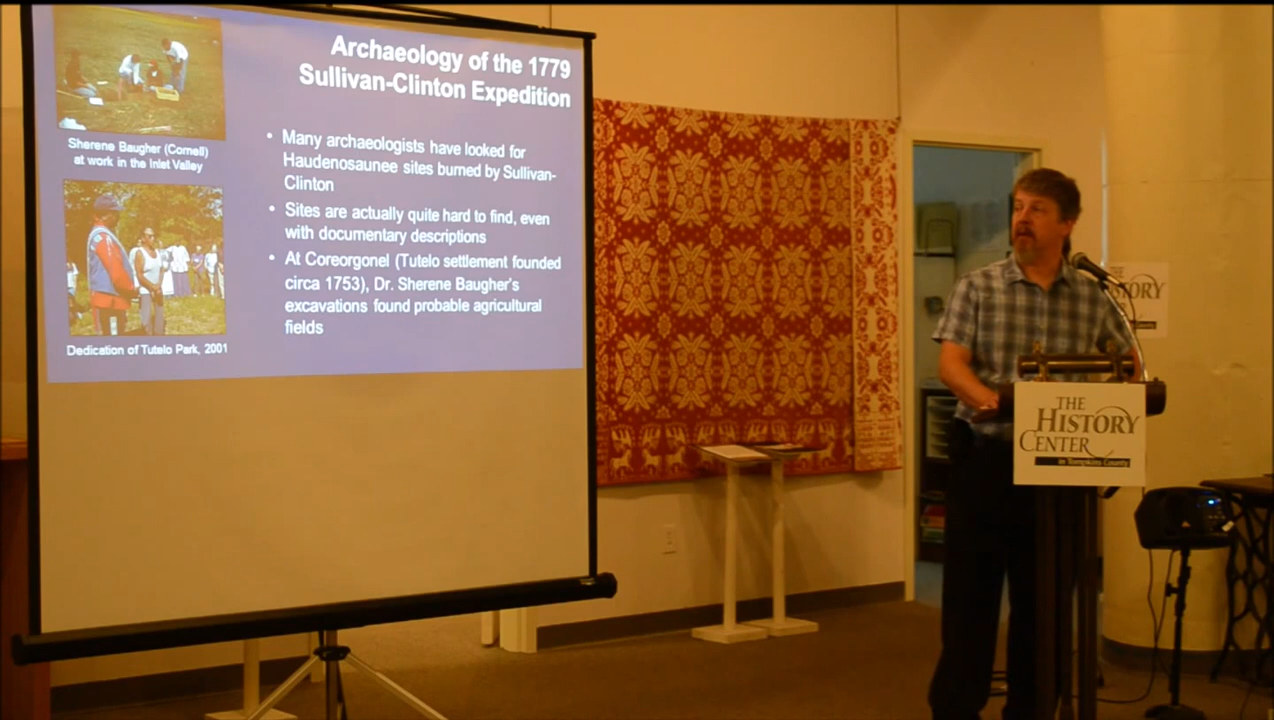 Archaeology of the 1779
Sullivan-Clinton Expedition
Sherene Baugher (Cornell)
at work in the Inlet Valley
• Many archaeologists have looked for
Haudenosaunee sites burned by Sullivan-
Clinton
• Sites are actually quite hard to find, even
with documentary descriptions
• At Coreorgonel (Tutelo settlement founded
circa 1753), Dr. Sherene Baugher's
excavations found probable agricultural
fields
Dedication of Tutelo Park, 2001
THE
HISTORY
CENTER
in Tompkins County
THE